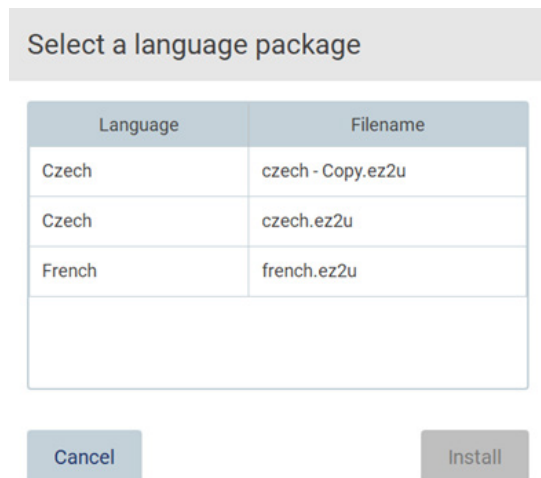 Select a language package
Language Filename
Czech czech - Copy.ez2u
Czech czech.ez2u
French french.ez2u
Cancel Install